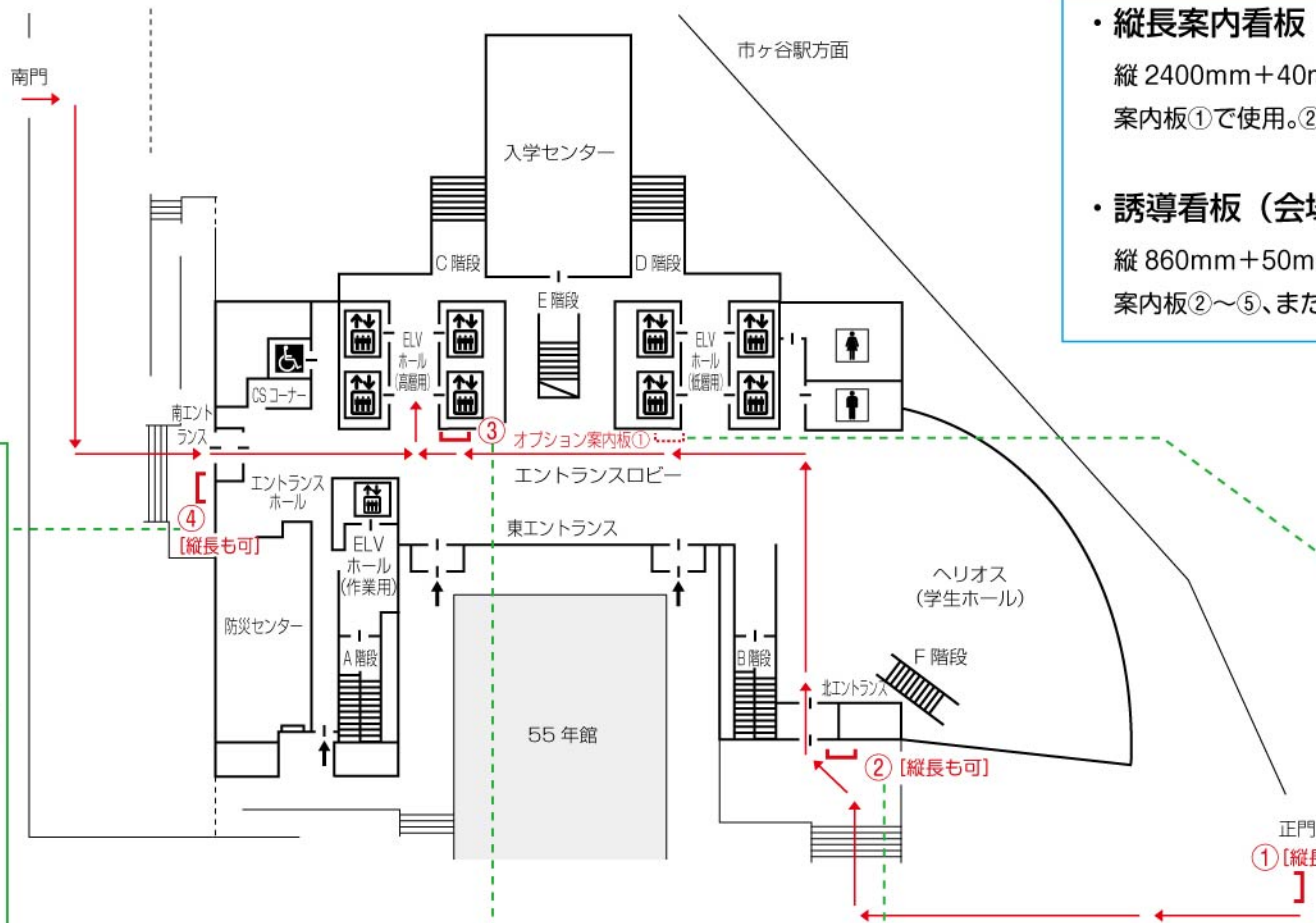 ・縦長案内看板
縦 2400mm＋40m
案内板①で使用。②
・誘導看板（会場
縦 860mm＋50m
案内板②～⑤、また
市ヶ谷駅方面
南門
入学センター
C 階段
D 階段
E 階段
ELV
ホール
(高層用)
ELV
ホール
(低層用)
CSコーナー
南エント
ランス
③
オプション案内板①
エントランスロビー
エントランス
ホール
④
[縦長も可]
東エントランス
ELV
ホール
(作業用)
ヘリオス
(学生ホール)
防災センター
A 階段
B 階段
F 階段
北エントランス
55 年館
② [縦長も可]
正門
① [縦長